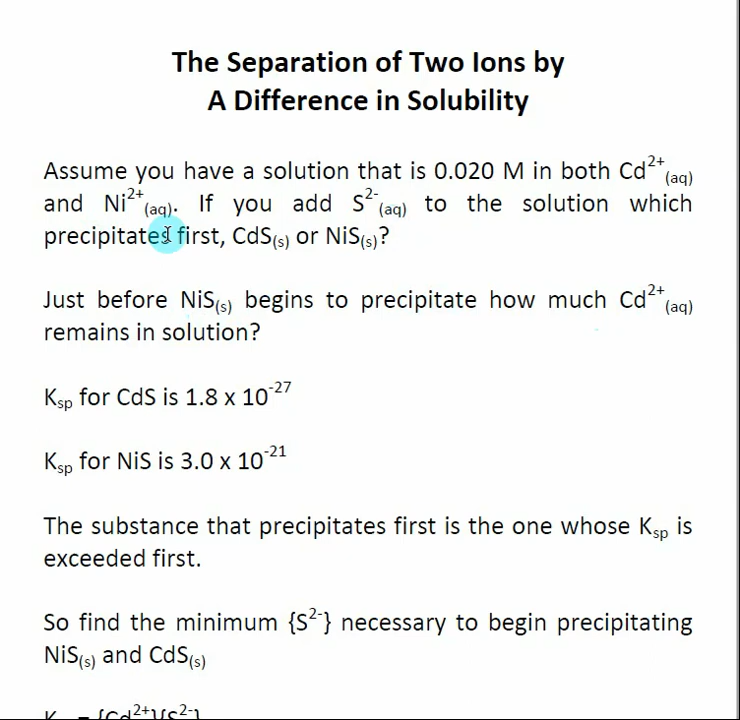 The Separation of Two Ions by
A Difference in Solubility
Assume you have a solution that is 0.020 M in both Cd²⁺(aq)
and Ni²⁺(aq). If you add S²⁻(aq) to the solution which
precipitates first, CdS(s) or NiS(s)?
Just before NiS(s) begins to precipitate how much Cd²⁺(aq)
remains in solution?
Ksp for CdS is 1.8 x 10⁻²⁷
Ksp for NiS is 3.0 x 10⁻²¹
The substance that precipitates first is the one whose Ksp is
exceeded first.
So find the minimum {S²⁻} necessary to begin precipitating
NiS(s) and CdS(s)
K = {Cd²⁺}{S²⁻}